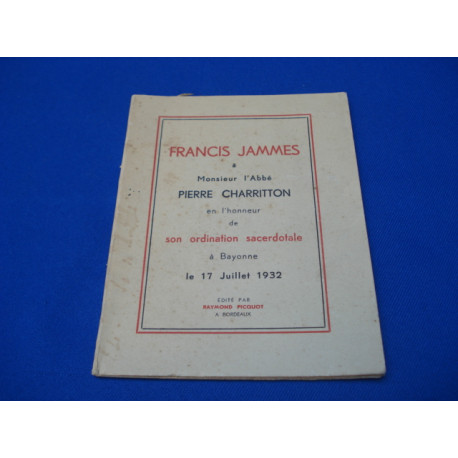 FRANCIS JAMMES
à
Monsieur l'Abbé
PIERRE CHARRITTON
en l'honneur
de
son ordination sacerdotale
à Bayonne
le 17 Juillet 1932
EDITÉ PAR
RAYMOND PICQUOT
A BORDEAUX